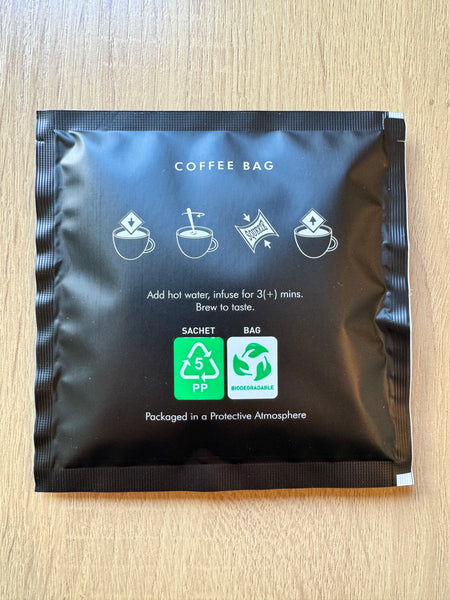 COFFEE BAG
SQUEEZE
Add hot water, infuse for 3(+) mins.
Brew to taste.
SACHET BAG
5
PP
BIODEGRADABLE
Packaged in a Protective Atmosphere